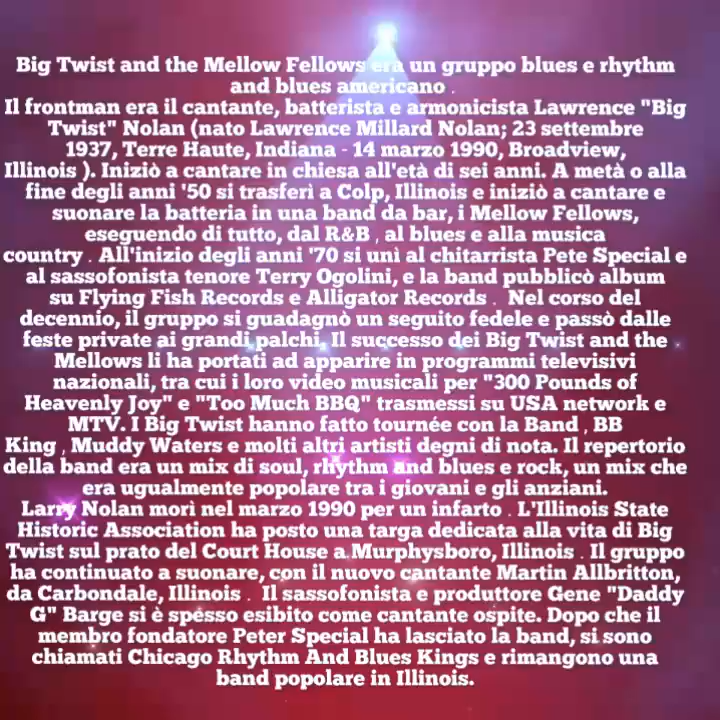 Big Twist and the Mellow Fellows era un gruppo blues e rhythm
and blues americano .
Il frontman era il cantante, batterista e armonicista Lawrence "Big
Twist" Nolan (nato Lawrence Millard Nolan; 23 settembre
1937, Terre Haute, Indiana - 14 marzo 1990, Broadview,
Illinois ). Iniziò a cantare in chiesa all'età di sei anni. A metà o alla
fine degli anni '50 si trasferì a Colp, Illinois e iniziò a cantare e
suonare la batteria in una band da bar, i Mellow Fellows,
eseguendo di tutto, dal R&B , al blues e alla musica
country . All'inizio degli anni '70 si unì al chitarrista Pete Special e
al sassofonista tenore Terry Ogolini, e la band pubblicò album
su Flying Fish Records e Alligator Records .  Nel corso del
decennio, il gruppo si guadagnò un seguito fedele e passò dalle
feste private ai grandi palchi. Il successo dei Big Twist and the
Mellows li ha portati ad apparire in programmi televisivi
nazionali, tra cui i loro video musicali per "300 Pounds of
Heavenly Joy" e "Too Much BBQ" trasmessi su USA network e
MTV. I Big Twist hanno fatto tournée con la Band , BB
King , Muddy Waters e molti altri artisti degni di nota. Il repertorio
della band era un mix di soul, rhythm and blues e rock, un mix che
era ugualmente popolare tra i giovani e gli anziani.
Larry Nolan morì nel marzo 1990 per un infarto . L'Illinois State
Historic Association ha posto una targa dedicata alla vita di Big
Twist sul prato del Court House a Murphysboro, Illinois . Il gruppo
ha continuato a suonare, con il nuovo cantante Martin Allbritton,
da Carbondale, Illinois .  Il sassofonista e produttore Gene "Daddy
G" Barge si è spesso esibito come cantante ospite. Dopo che il
membro fondatore Peter Special ha lasciato la band, si sono
chiamati Chicago Rhythm And Blues Kings e rimangono una
band popolare in Illinois.